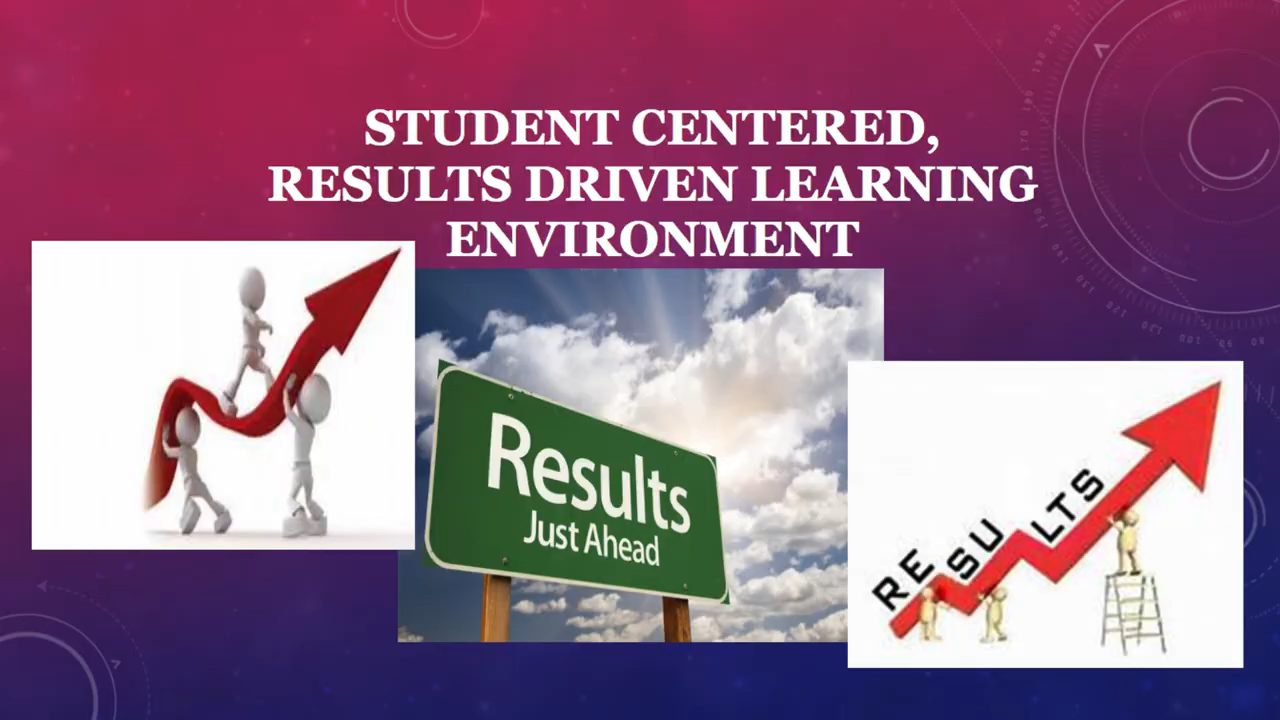 STUDENT CENTERED,
RESULTS DRIVEN LEARNING
ENVIRONMENT
Results
Just Ahead
RESULTS